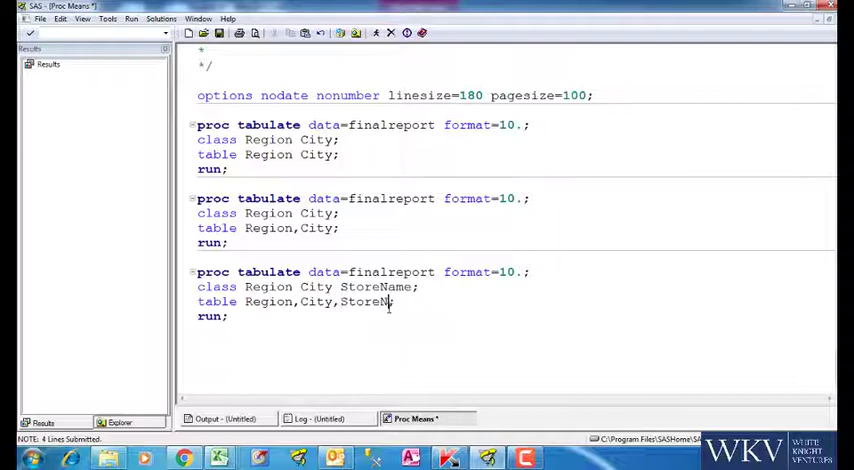 SAS - [Proc Means *]
File Edit View Tools Run Solutions Window Help
Results
Results
*
*/
options nodate nonumber linesize=180 pagesize=100;
proc tabulate data=finalreport format=10.;
class Region City;
table Region City;
run;
proc tabulate data=finalreport format=10.;
class Region City;
table Region,City;
run;
proc tabulate data=finalreport format=10.;
class Region City StoreName;
table Region,City,StoreN;
run;
Results Explorer
Output - (Untitled) Log - (Untitled) Proc Means *
NOTE: 4 Lines Submitted.
C:\Program Files\SASHome\SAS
WKV
WHITE
KNIGHT
VENTURES